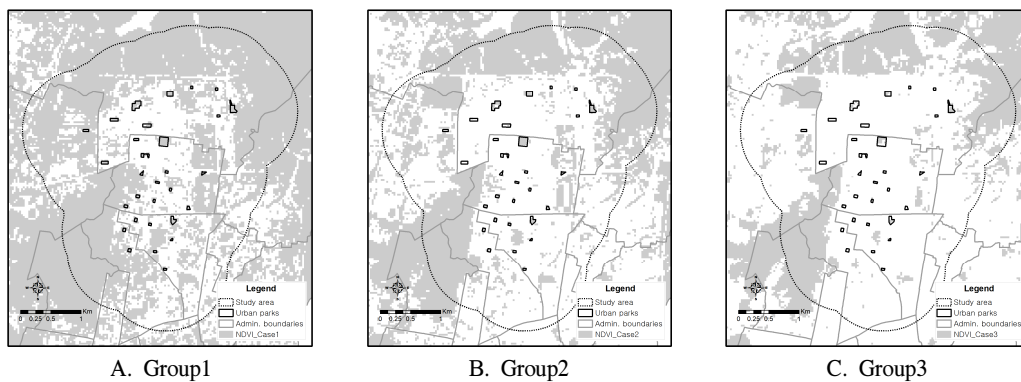 Legend
Study area
Urban parks
Admin. boundaries
NDVI_Case1
0 0.25 0.5 1
Km
Legend
Study area
Urban parks
Admin. boundaries
NDVI_Case2
0 0.25 0.5 1
Km
Legend
Study area
Urban parks
Admin. boundaries
NDVI_Case3
0 0.25 0.5 1
Km
A. Group1
B. Group2
C. Group3